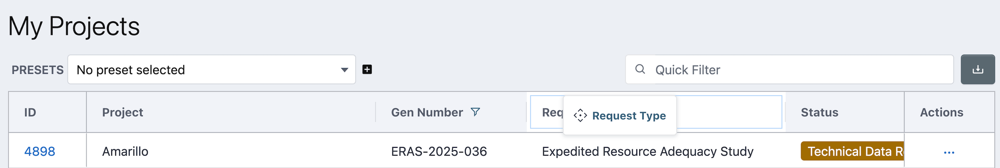 My Projects
PRESETS No preset selected Quick Filter
ID Project Gen Number Req Request Type Status Actions
4898 Amarillo ERAS-2025-036 Expedited Resource Adequacy Study Technical Data R